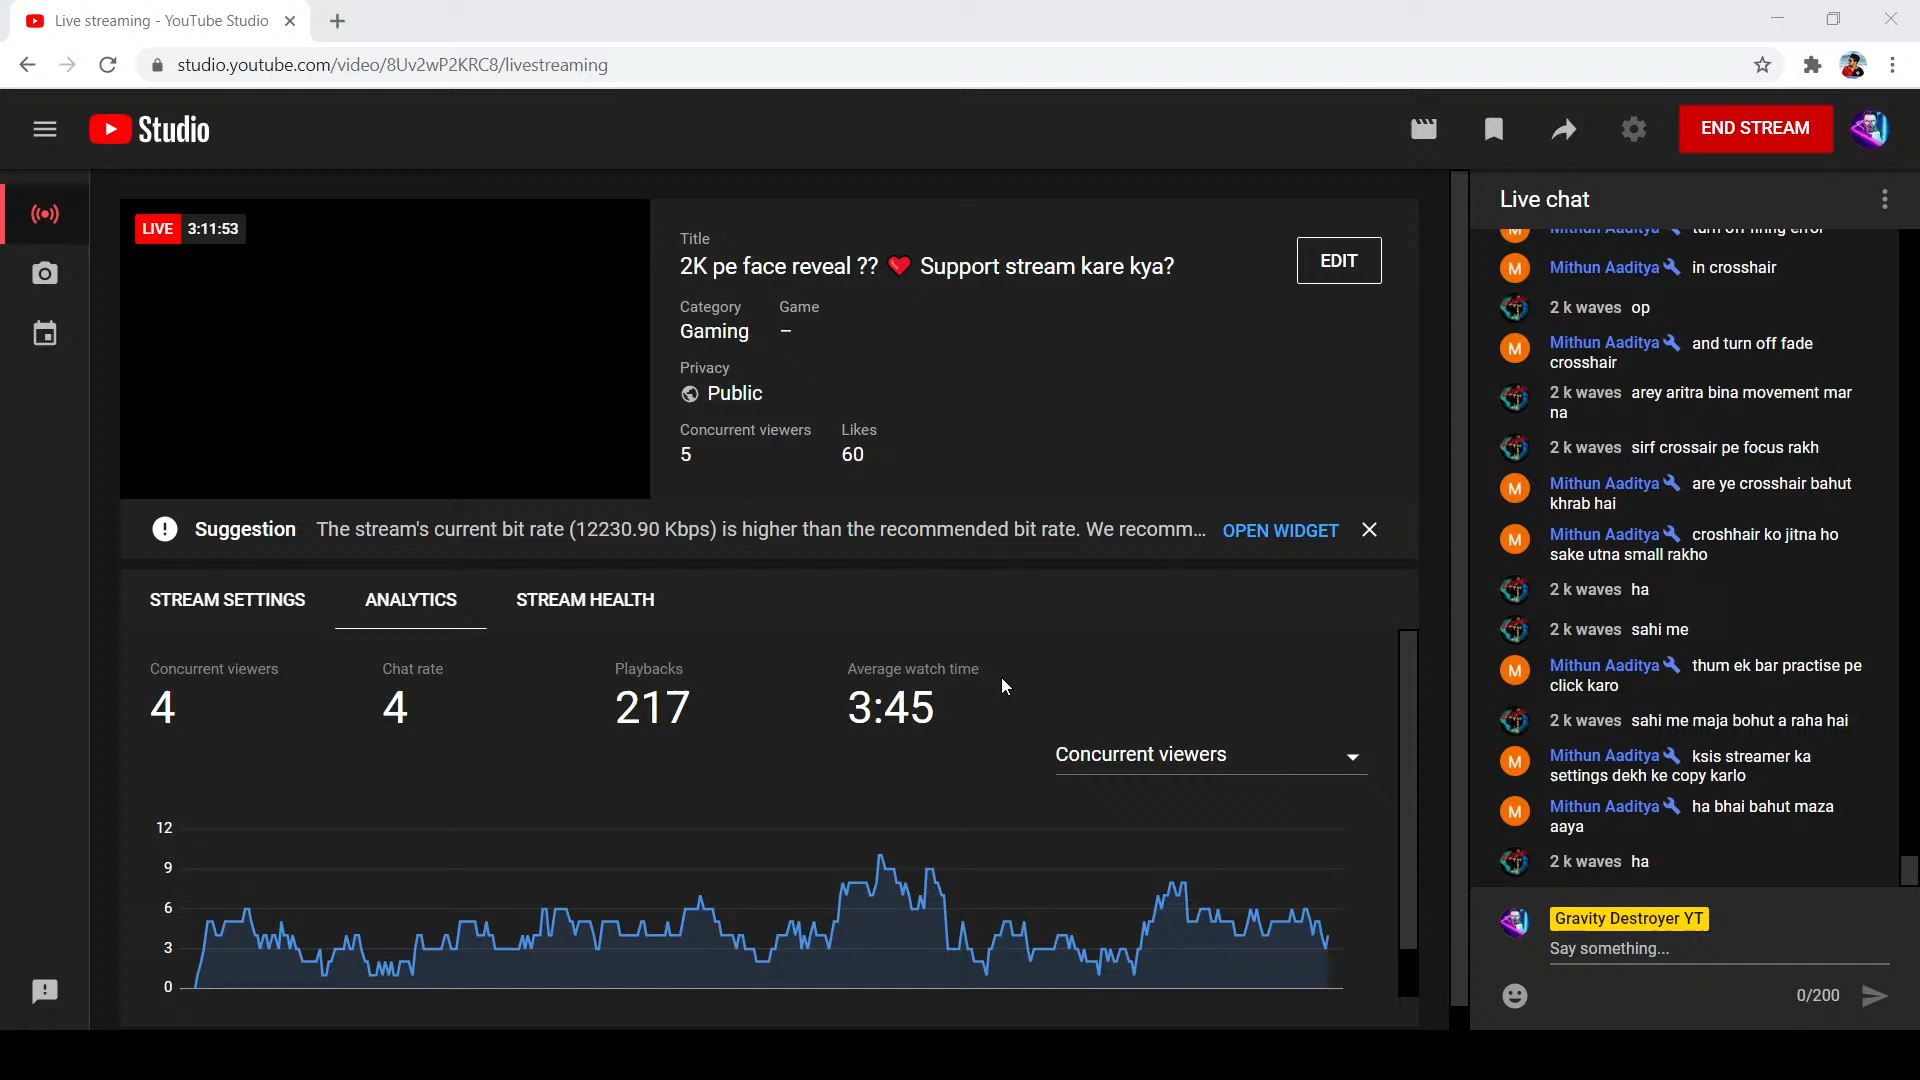 Live streaming - YouTube Studio
studio.youtube.com/video/8Uv2wP2KRC8/livestreaming
Studio
END STREAM
LIVE 3:11:53
Title
2K pe face reveal ?? ❤️ Support stream kare kya?
EDIT
Category Game
Gaming –
Privacy
Public
Concurrent viewers Likes
5 60
Suggestion The stream's current bit rate (12230.90 Kbps) is higher than the recommended bit rate. We recomm... OPEN WIDGET
STREAM SETTINGS ANALYTICS STREAM HEALTH
Concurrent viewers Chat rate Playbacks Average watch time
4 4 217 3:45
Concurrent viewers
12
9
6
3
0
Live chat
M Mithun Aaditya turn off firing error
M Mithun Aaditya in crosshair
2 k waves op
M Mithun Aaditya and turn off fade
crosshair
2 k waves arey aritra bina movement mar
na
2 k waves sirf crossair pe focus rakh
M Mithun Aaditya are ye crosshair bahut
khrab hai
M Mithun Aaditya croshhair ko jitna ho
sake utna small rakho
2 k waves ha
2 k waves sahi me
M Mithun Aaditya thum ek bar practise pe
click karo
2 k waves sahi me maja bohut a raha hai
M Mithun Aaditya ksis streamer ka
settings dekh ke copy karlo
M Mithun Aaditya ha bhai bahut maza
aaya
2 k waves ha
Gravity Destroyer YT
Say something...
0/200